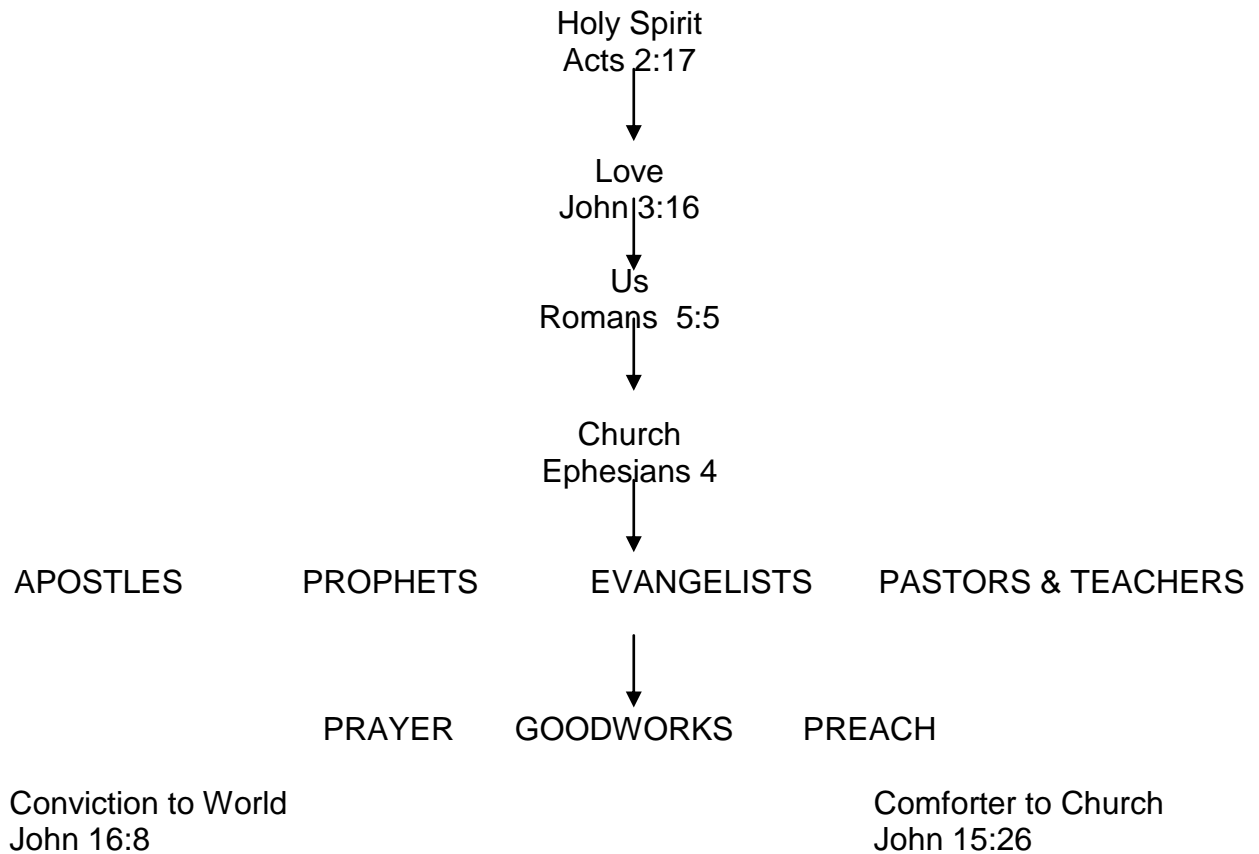 Holy Spirit
Acts 2:17
Love
John 3:16
Us
Romans  5:5
Church
Ephesians 4
APOSTLES PROPHETS EVANGELISTS PASTORS & TEACHERS
PRAYER GOODWORKS PREACH
Conviction to World Comforter to Church
John 16:8 John 15:26